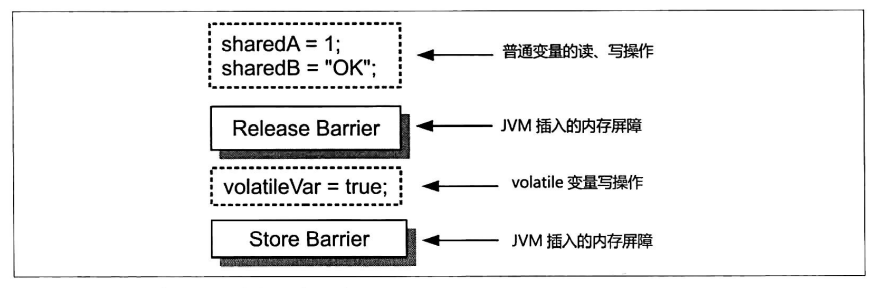 sharedA = 1;
sharedB = "OK";
普通变量的读、写操作
Release Barrier
JVM 插入的内存屏障
volatileVar = true;
volatile 变量写操作
Store Barrier
JVM 插入的内存屏障